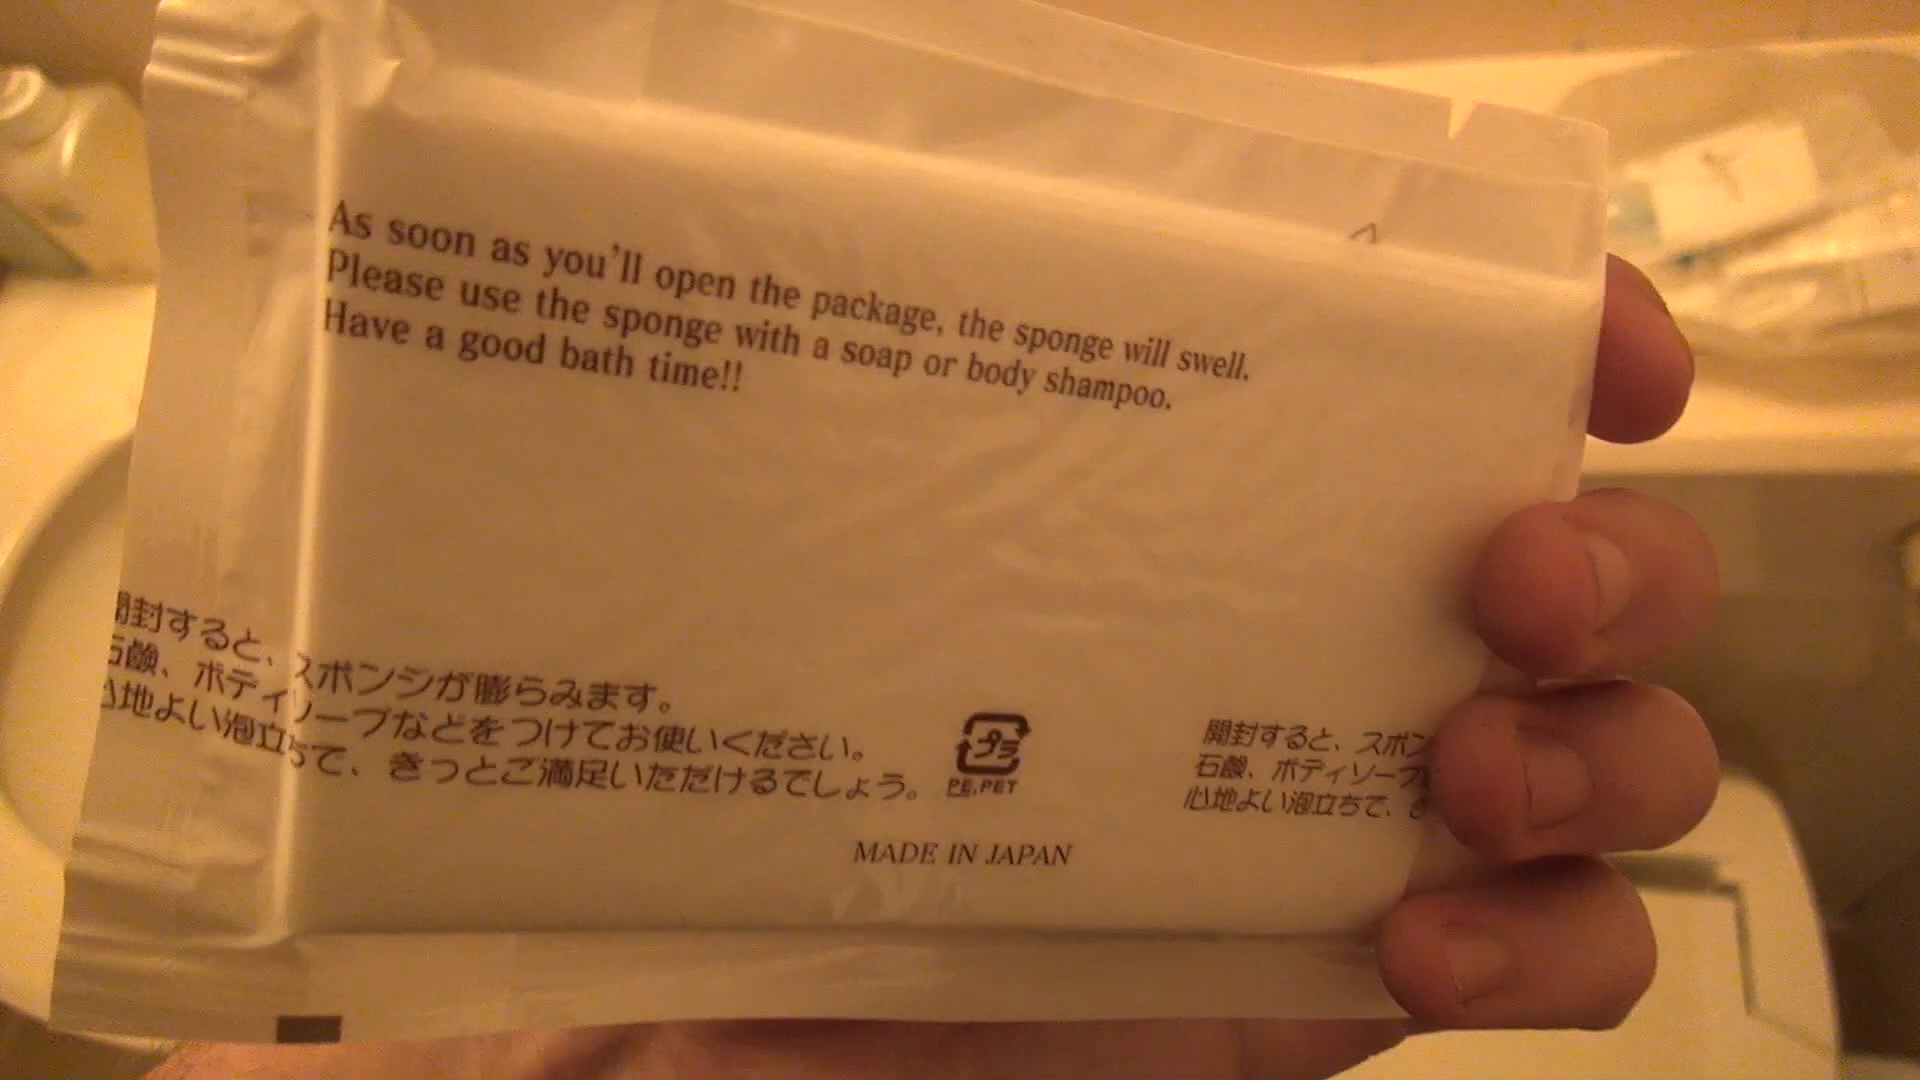 As soon as you'll open the package, the sponge will swell.
Please use the sponge with a soap or body shampoo.
Have a good bath time!!
開封すると、スポンジが膨らみます。
石鹸、ボディソープなどをつけてお使いください。
心地よい泡立ちで、きっとご満足いただけるでしょう。
プラ
PE,PET
開封すると、スポン
石鹸、ボディソープ
心地よい泡立ちで、き
MADE IN JAPAN